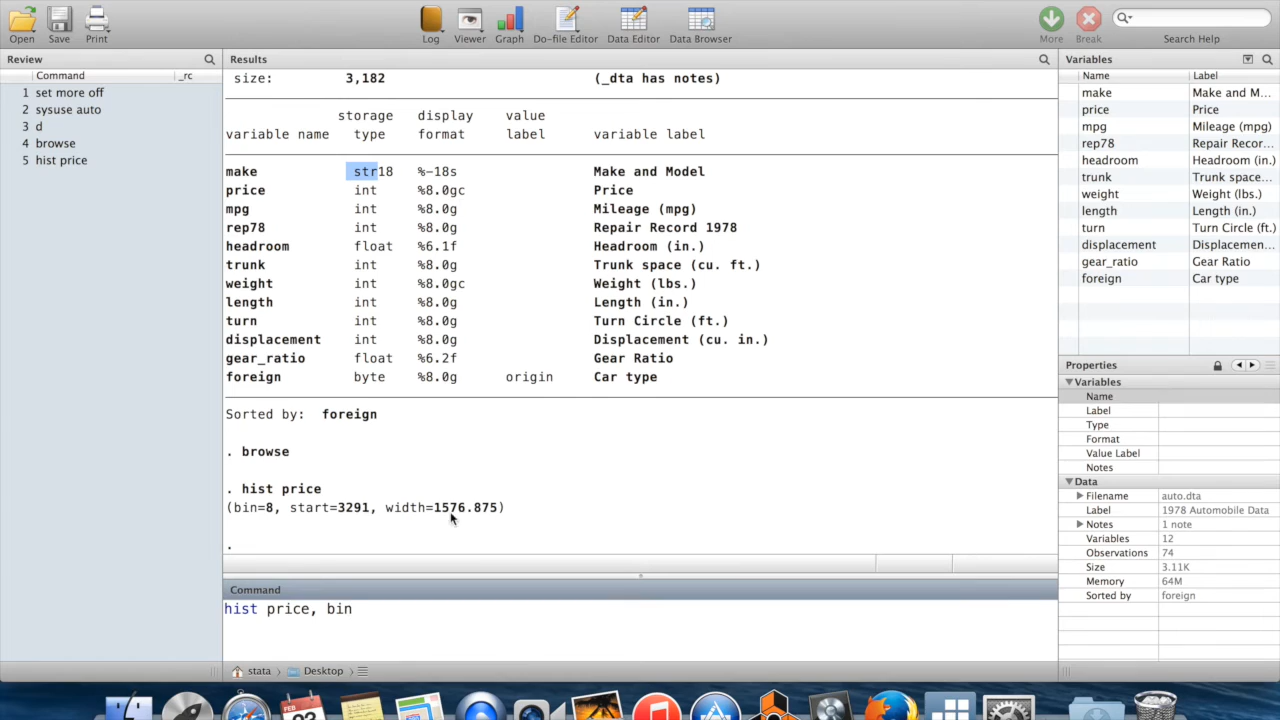 Open Save Print Log Viewer Graph Do-file Editor Data Editor Data Browser More Break Search Help
Review Results Variables
Command _rc
1 set more off
2 sysuse auto
3 d
4 browse
5 hist price
size: 3,182 (_dta has notes)
storage display value
variable name type format label variable label
make str18 %-18s Make and Model
price int %8.0gc Price
mpg int %8.0g Mileage (mpg)
rep78 int %8.0g Repair Record 1978
headroom float %6.1f Headroom (in.)
trunk int %8.0g Trunk space (cu. ft.)
weight int %8.0gc Weight (lbs.)
length int %8.0g Length (in.)
turn int %8.0g Turn Circle (ft.)
displacement int %8.0g Displacement (cu. in.)
gear_ratio float %6.2f Gear Ratio
foreign byte %8.0g origin Car type
Sorted by: foreign
. browse
. hist price
(bin=8, start=3291, width=1576.875)
.
Command
hist price, bin
stata Desktop
Name Label
make Make and M...
price Price
mpg Mileage (mpg)
rep78 Repair Recor...
headroom Headroom (in.)
trunk Trunk space...
weight Weight (lbs.)
length Length (in.)
turn Turn Circle (ft.)
displacement Displacemen...
gear_ratio Gear Ratio
foreign Car type
Properties
Variables
Name
Label
Type
Format
Value Label
Notes
Data
Filename auto.dta
Label 1978 Automobile Data
Notes 1 note
Variables 12
Observations 74
Size 3.11K
Memory 64M
Sorted by foreign